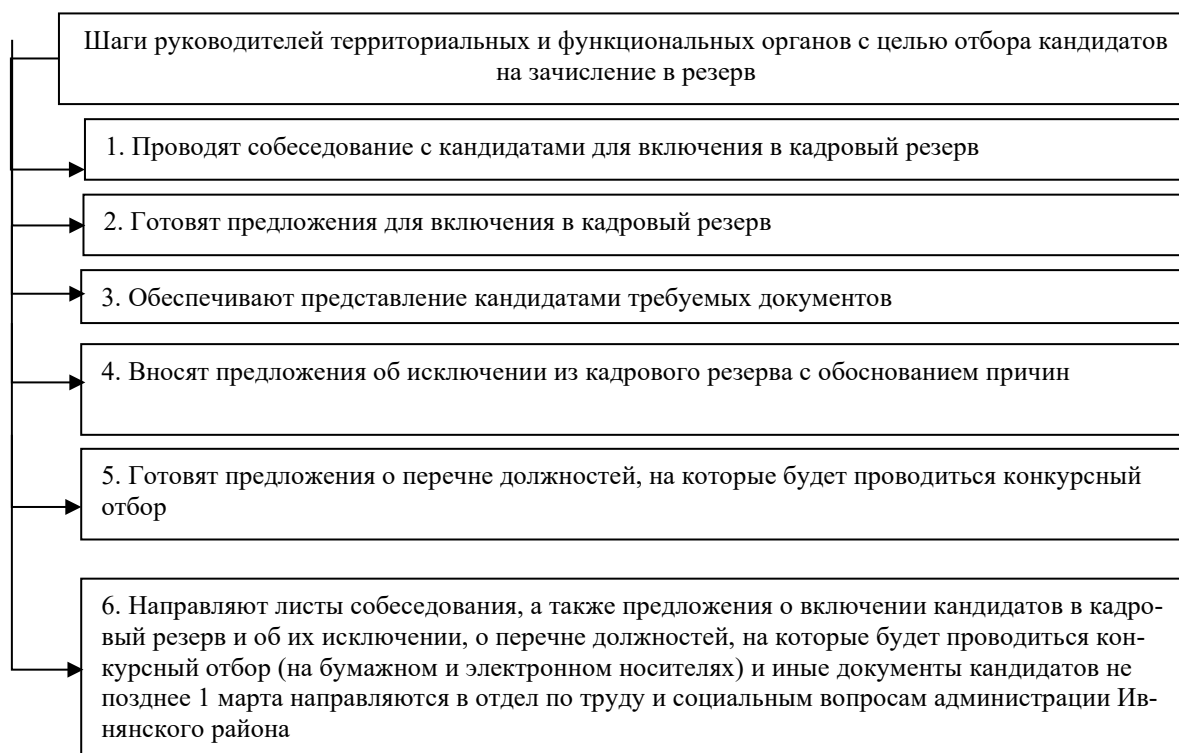 Шаги руководителей территориальных и функциональных органов с целью отбора кандидатов
на зачисление в резерв
1. Проводят собеседование с кандидатами для включения в кадровый резерв
2. Готовят предложения для включения в кадровый резерв
3. Обеспечивают представление кандидатами требуемых документов
4. Вносят предложения об исключении из кадрового резерва с обоснованием причин
5. Готовят предложения о перечне должностей, на которые будет проводиться конкурсный
отбор
6. Направляют листы собеседования, а также предложения о включении кандидатов в кадро-
вый резерв и об их исключении, о перечне должностей, на которые будет проводиться кон-
курсный отбор (на бумажном и электронном носителях) и иные документы кандидатов не
позднее 1 марта направляются в отдел по труду и социальным вопросам администрации Ив-
нянского района